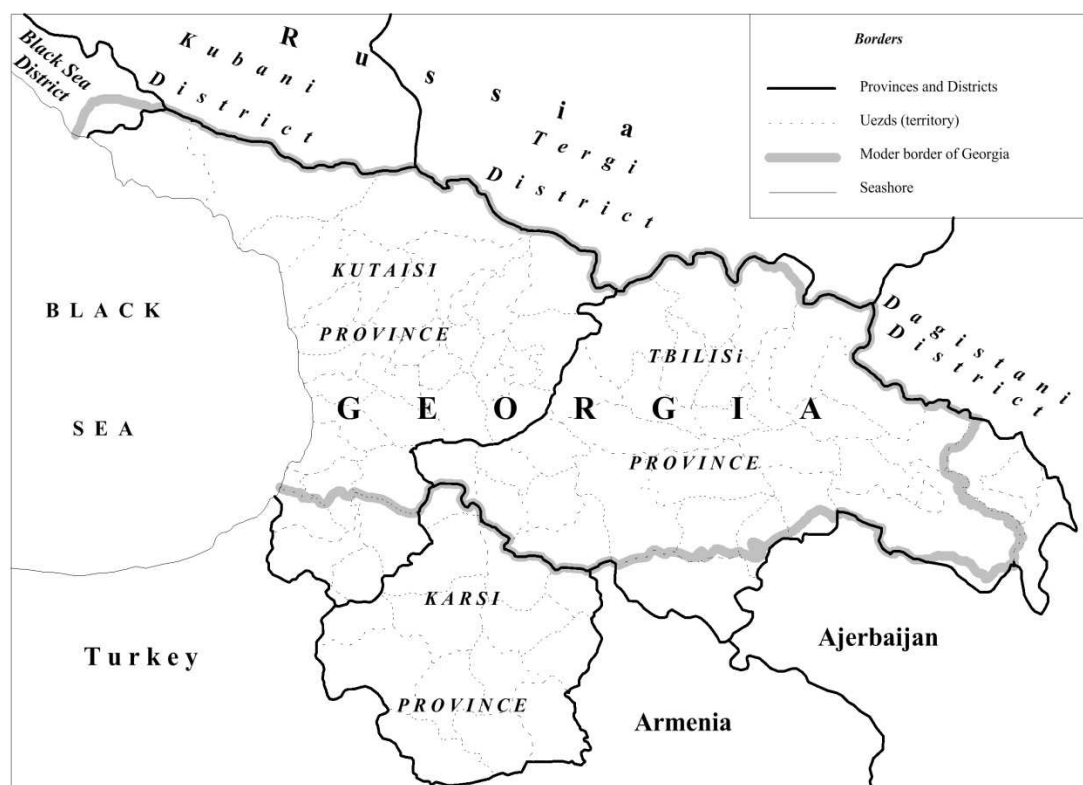 Borders
Provinces and Districts
Uezds (territory)
Moder border of Georgia
Seashore
Russia
Black Sea
District
Kubani
District
Tergi
District
Dagistani
District
KUTAISI
PROVINCE
TBILISi
PROVINCE
GEORGIA
BLACK
SEA
KARSI
PROVINCE
Turkey
Armenia
Ajerbaijan